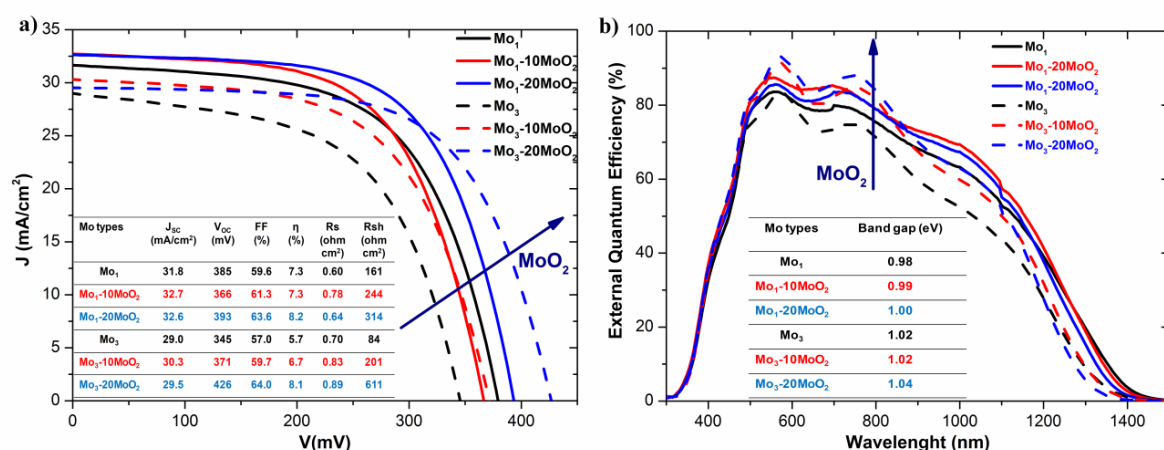 a)
35
30
25
20
15
10
5
0
J (mA/cm²)
0 100 200 300 400
V(mV)
Mo₁
Mo₁-10MoO₂
Mo₁-20MoO₂
Mo₃
Mo₃-10MoO₂
Mo₃-20MoO₂
MoO₂
Mo types J_SC (mA/cm²) V_OC (mV) FF (%) η (%) Rs (ohm cm²) Rsh (ohm cm²)
Mo₁ 31.8 385 59.6 7.3 0.60 161
Mo₁-10MoO₂ 32.7 366 61.3 7.3 0.78 244
Mo₁-20MoO₂ 32.6 393 63.6 8.2 0.64 314
Mo₃ 29.0 345 57.0 5.7 0.70 84
Mo₃-10MoO₂ 30.3 371 59.7 6.7 0.83 201
Mo₃-20MoO₂ 29.5 426 64.0 8.1 0.89 611
b)
100
80
60
40
20
0
External Quantum Efficiency (%)
400 600 800 1000 1200 1400
Wavelenght (nm)
Mo₁
Mo₁-20MoO₂
Mo₁-20MoO₂
Mo₃
Mo₃-10MoO₂
Mo₃-20MoO₂
MoO₂
Mo types Band gap (eV)
Mo₁ 0.98
Mo₁-10MoO₂ 0.99
Mo₁-20MoO₂ 1.00
Mo₃ 1.02
Mo₃-10MoO₂ 1.02
Mo₃-20MoO₂ 1.04